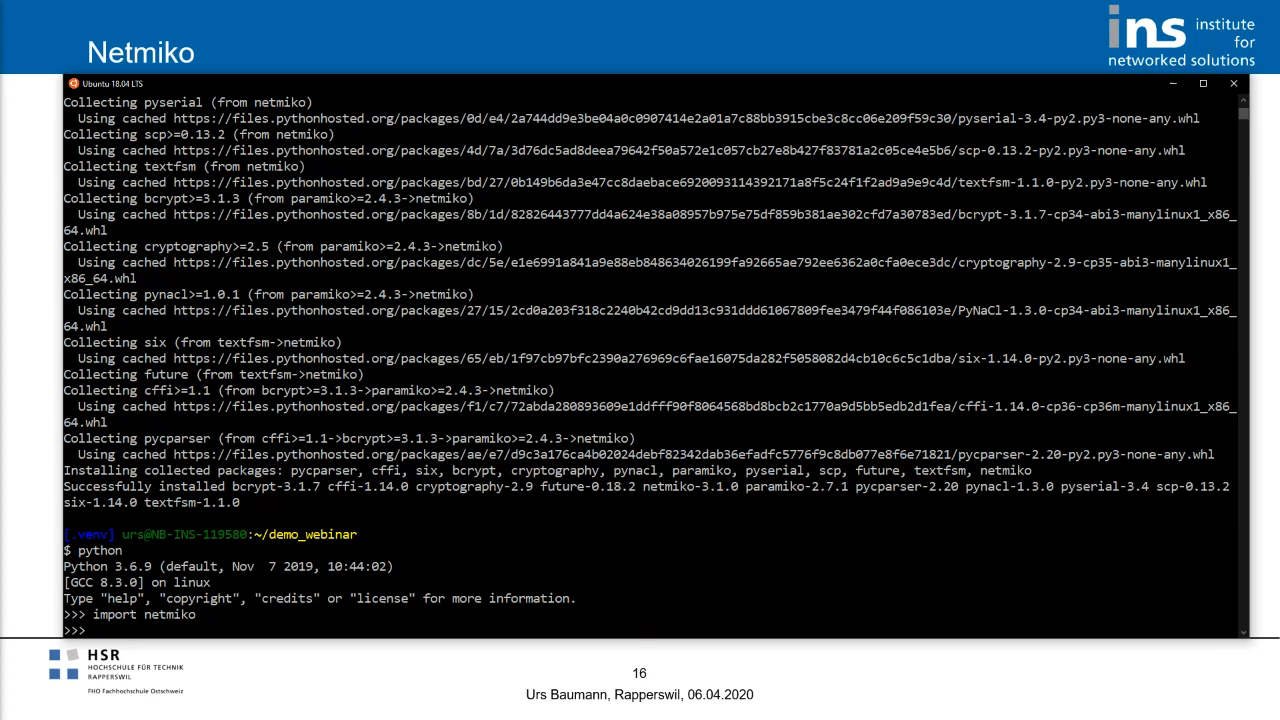 Netmiko
ins institute
for
networked solutions
Ubuntu 18.04 LTS
Collecting pyserial (from netmiko)
  Using cached https://files.pythonhosted.org/packages/0d/e4/2a744dd9e3be04a0c0907414e2a01a7c88bb3915cbe3c8cc06e209f59c30/pyserial-3.4-py2.py3-none-any.whl
Collecting scp>=0.13.2 (from netmiko)
  Using cached https://files.pythonhosted.org/packages/4d/7a/3d76dc5ad8deea79642f50a572e1c057cb27e8b427f83781a2c05ce4e5b6/scp-0.13.2-py2.py3-none-any.whl
Collecting textfsm (from netmiko)
  Using cached https://files.pythonhosted.org/packages/bd/27/0b149b6da3e47cc8daebace6920093114392171a8f5c24f1f2ad9a9e9c4d/textfsm-1.1.0-py2.py3-none-any.whl
Collecting bcrypt>=3.1.3 (from paramiko>=2.4.3->netmiko)
  Using cached https://files.pythonhosted.org/packages/8b/1d/82826443777dd4a624e38a08957b975e75df859b381ae302cfd7a30783ed/bcrypt-3.1.7-cp34-abi3-manylinux1_x86_
64.whl
Collecting cryptography>=2.5 (from paramiko>=2.4.3->netmiko)
  Using cached https://files.pythonhosted.org/packages/dc/5e/e1e6991a841a9e88eb848634026199fa92665ae792ee6362a0cfa0ece3dc/cryptography-2.9-cp35-abi3-manylinux1_
x86_64.whl
Collecting pynacl>=1.0.1 (from paramiko>=2.4.3->netmiko)
  Using cached https://files.pythonhosted.org/packages/27/15/2cd0a203f318c2240b42cd9dd13c931ddd61067809fee3479f44f086103e/PyNaCl-1.3.0-cp34-abi3-manylinux1_x86_
64.whl
Collecting six (from textfsm->netmiko)
  Using cached https://files.pythonhosted.org/packages/65/eb/1f97cb97bfc2390a276969c6fae16075da282f5058082d4cb10c6c5c1dba/six-1.14.0-py2.py3-none-any.whl
Collecting future (from textfsm->netmiko)
Collecting cffi>=1.1 (from bcrypt>=3.1.3->paramiko>=2.4.3->netmiko)
  Using cached https://files.pythonhosted.org/packages/f1/c7/72abda280893609e1ddfff90f8064568bd8bcb2c1770a9d5bb5edb2d1fea/cffi-1.14.0-cp36-cp36m-manylinux1_x86_
64.whl
Collecting pycparser (from cffi>=1.1->bcrypt>=3.1.3->paramiko>=2.4.3->netmiko)
  Using cached https://files.pythonhosted.org/packages/ae/e7/d9c3a176ca4b02024debf82342dab36efadfc5776f9c8db077e8f6e71821/pycparser-2.20-py2.py3-none-any.whl
Installing collected packages: pycparser, cffi, six, bcrypt, cryptography, pynacl, paramiko, pyserial, scp, future, textfsm, netmiko
Successfully installed bcrypt-3.1.7 cffi-1.14.0 cryptography-2.9 future-0.18.2 netmiko-3.1.0 paramiko-2.7.1 pycparser-2.20 pynacl-1.3.0 pyserial-3.4 scp-0.13.2
six-1.14.0 textfsm-1.1.0
[.venv] urs@NB-INS-119580:~/demo_webinar
$ python
Python 3.6.9 (default, Nov  7 2019, 10:44:02)
[GCC 8.3.0] on linux
Type "help", "copyright", "credits" or "license" for more information.
>>> import netmiko
>>>
HSR
HOCHSCHULE FÜR TECHNIK
RAPPERSWIL
FHO Fachhochschule Ostschweiz
16
Urs Baumann, Rapperswil, 06.04.2020